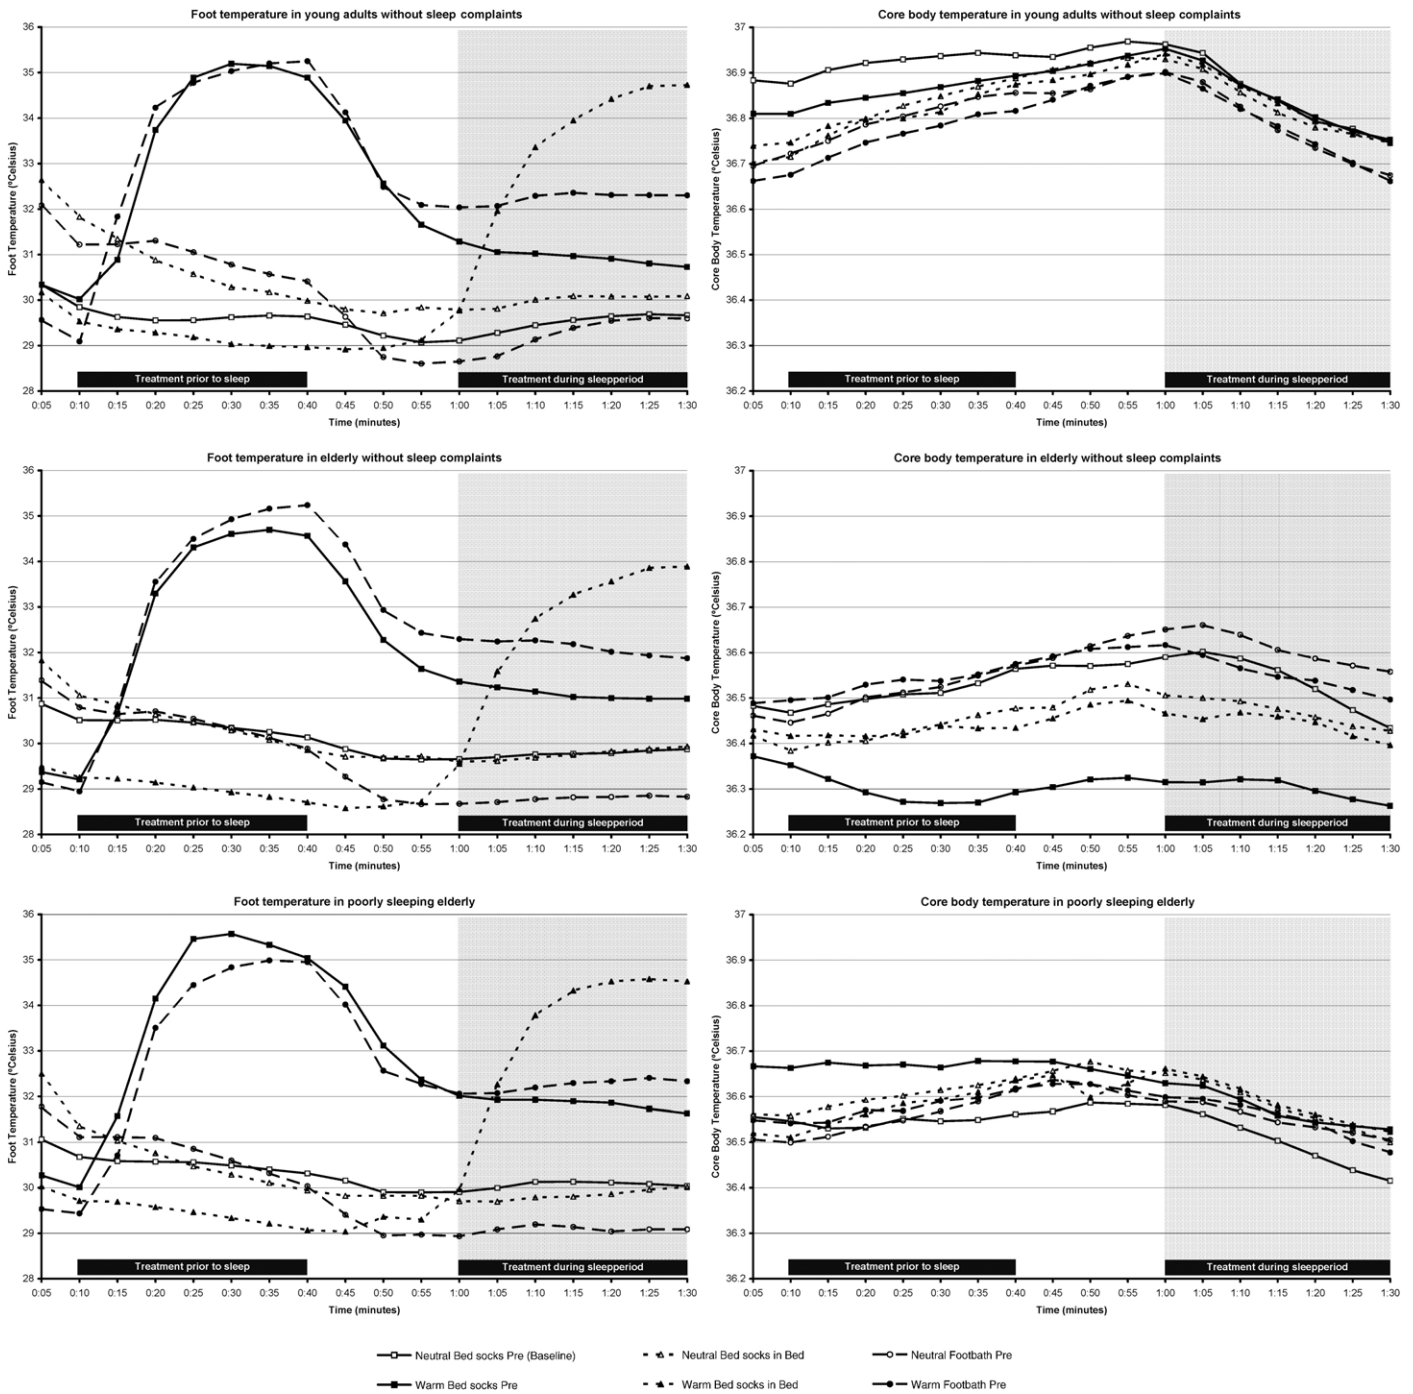 Foot temperature in young adults without sleep complaints
Foot Temperature (ºCelsius)
36
35
34
33
32
31
30
29
28
Treatment prior to sleep
Treatment during sleepperiod
0:05 0:10 0:15 0:20 0:25 0:30 0:35 0:40 0:45 0:50 0:55 1:00 1:05 1:10 1:15 1:20 1:25 1:30
Time (minutes)
Core body temperature in young adults without sleep complaints
Core Body Temperature (ºCelsius)
37
36.9
36.8
36.7
36.6
36.5
36.4
36.3
36.2
Treatment prior to sleep
Treatment during sleepperiod
0:05 0:10 0:15 0:20 0:25 0:30 0:35 0:40 0:45 0:50 0:55 1:00 1:05 1:10 1:15 1:20 1:25 1:30
Time (minutes)
Foot temperature in elderly without sleep complaints
Foot Temperature (ºCelsius)
36
35
34
33
32
31
30
29
28
Treatment prior to sleep
Treatment during sleepperiod
0:05 0:10 0:15 0:20 0:25 0:30 0:35 0:40 0:45 0:50 0:55 1:00 1:05 1:10 1:15 1:20 1:25 1:30
Time (minutes)
Core body temperature in elderly without sleep complaints
Core Body Temperature (ºCelsius)
37
36.9
36.8
36.7
36.6
36.5
36.4
36.3
36.2
Treatment prior to sleep
Treatment during sleepperiod
0:05 0:10 0:15 0:20 0:25 0:30 0:35 0:40 0:45 0:50 0:55 1:00 1:05 1:10 1:15 1:20 1:25 1:30
Time (minutes)
Foot temperature in poorly sleeping elderly
Foot Temperature (ºCelsius)
36
35
34
33
32
31
30
29
28
Treatment prior to sleep
Treatment during sleepperiod
0:05 0:10 0:15 0:20 0:25 0:30 0:35 0:40 0:45 0:50 0:55 1:00 1:05 1:10 1:15 1:20 1:25 1:30
Time (minutes)
Core body temperature in poorly sleeping elderly
Core Body Temperature (ºCelsius)
37
36.9
36.8
36.7
36.6
36.5
36.4
36.3
36.2
Treatment prior to sleep
Treatment during sleepperiod
0:05 0:10 0:15 0:20 0:25 0:30 0:35 0:40 0:45 0:50 0:55 1:00 1:05 1:10 1:15 1:20 1:25 1:30
Time (minutes)
Neutral Bed socks Pre (Baseline) Neutral Bed socks in Bed Neutral Footbath Pre
Warm Bed socks Pre Warm Bed socks in Bed Warm Footbath Pre